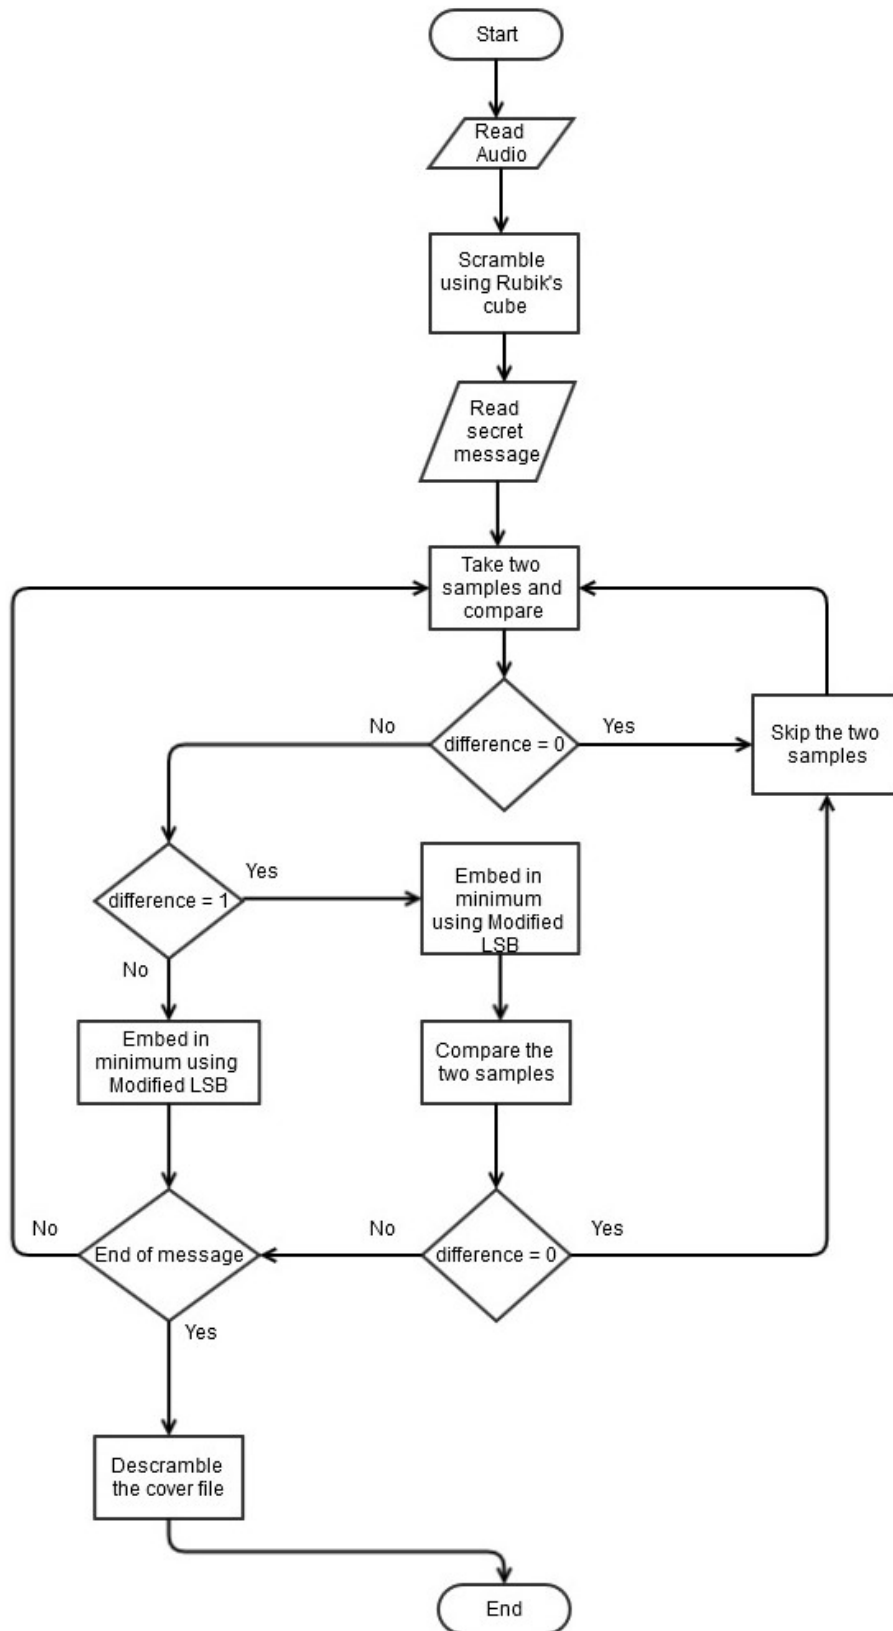 Start
Read
Audio
Scramble
using Rubik's
cube
Read
secret
message
Take two
samples and
compare
No
difference = 0
Yes
Skip the two
samples
difference = 1
Yes
Embed in
minimum
using Modified
LSB
No
Embed in
minimum using
Modified LSB
Compare the
two samples
No
End of message
No
difference = 0
Yes
Yes
Descramble
the cover file
End